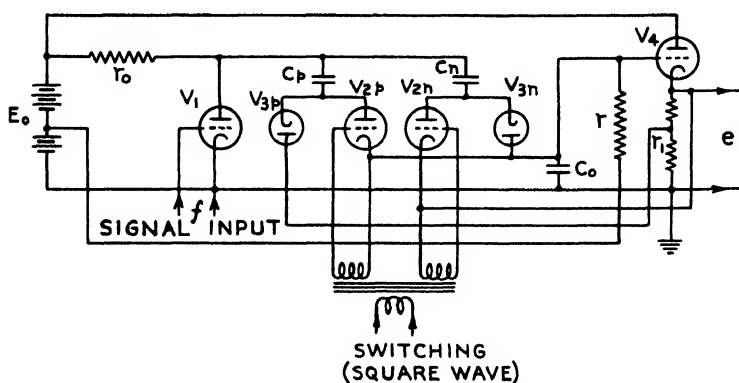 V4
r0
Cp
Cn
V1
V3p
V2p
V2n
V3n
E0
r
r1
e
C0
f
SIGNAL INPUT
SWITCHING
(SQUARE WAVE)